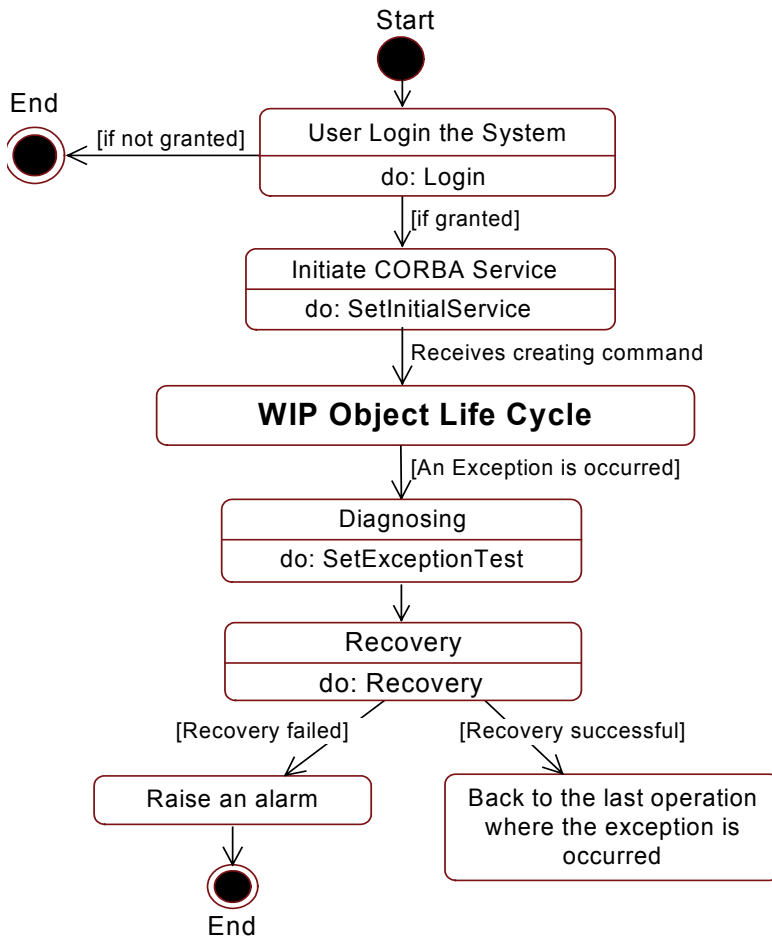 Start
End
[if not granted]
User Login the System
do: Login
[if granted]
Initiate CORBA Service
do: SetInitialService
Receives creating command
WIP Object Life Cycle
[An Exception is occurred]
Diagnosing
do: SetExceptionTest
Recovery
do: Recovery
[Recovery failed]
[Recovery successful]
Raise an alarm
Back to the last operation
where the exception is
occurred
End